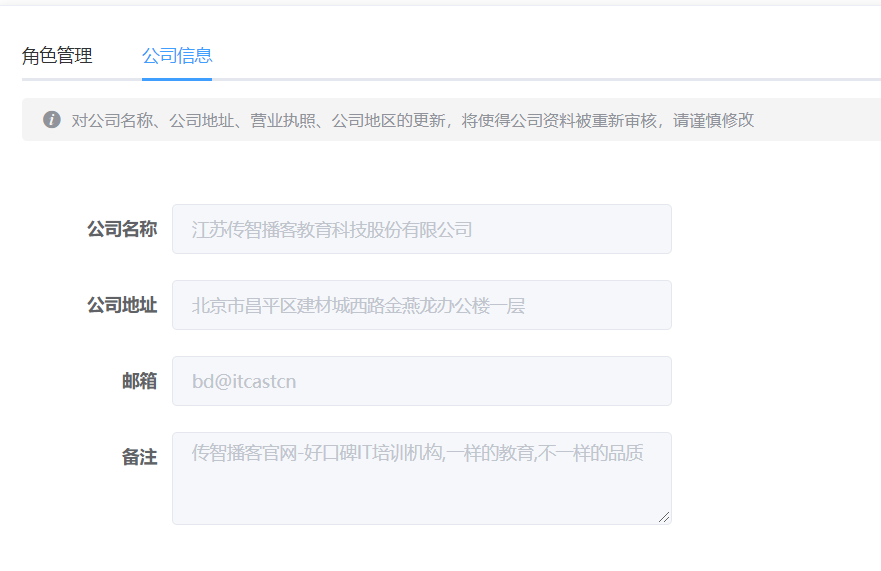 角色管理 公司信息
对公司名称、公司地址、营业执照、公司地区的更新，将使得公司资料被重新审核，请谨慎修改
公司名称 江苏传智播客教育科技股份有限公司
公司地址 北京市昌平区建材城西路金燕龙办公楼一层
邮箱 bd@itcastcn
备注 传智播客官网-好口碑IT培训机构,一样的教育,不一样的品质